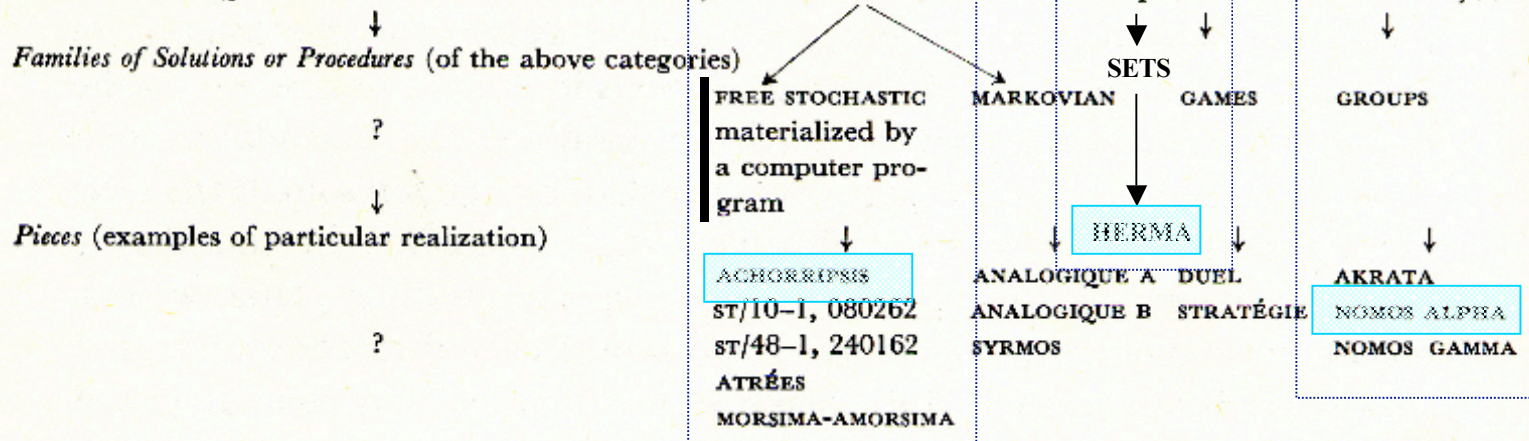 Families of Solutions or Procedures (of the above categories)
SETS
FREE STOCHASTIC MARKOVIAN GAMES GROUPS
? materialized by
a computer pro-
gram
Pieces (examples of particular realization) HERMA
ACHORRIPSIS ANALOGIQUE A DUEL AKRATA
ST/10–1, 080262 ANALOGIQUE B STRATÉGIE NOMOS ALPHA
? ST/48–1, 240162 SYRMOS NOMOS GAMMA
ATRÉES
MORSIMA-AMORSIMA